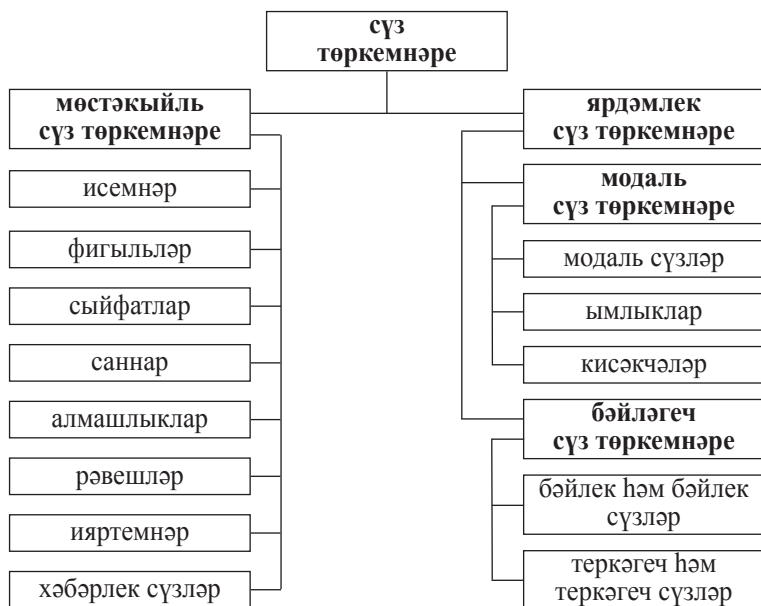 сүз
төркемнәре
мөстәкыйль
сүз төркемнәре
исемнәр
фигыльләр
сыйфатлар
саннар
алмашлыклар
рәвешләр
ияртемнәр
хәбәрлек сүзләр
ярдәмлек
сүз төркемнәре
модаль
сүз төркемнәре
модаль сүзләр
ымлыклар
кисәкчәләр
бәйләгеч
сүз төркемнәре
бәйлек һәм бәйлек
сүзләр
теркәгеч һәм
теркәгеч сүзләр